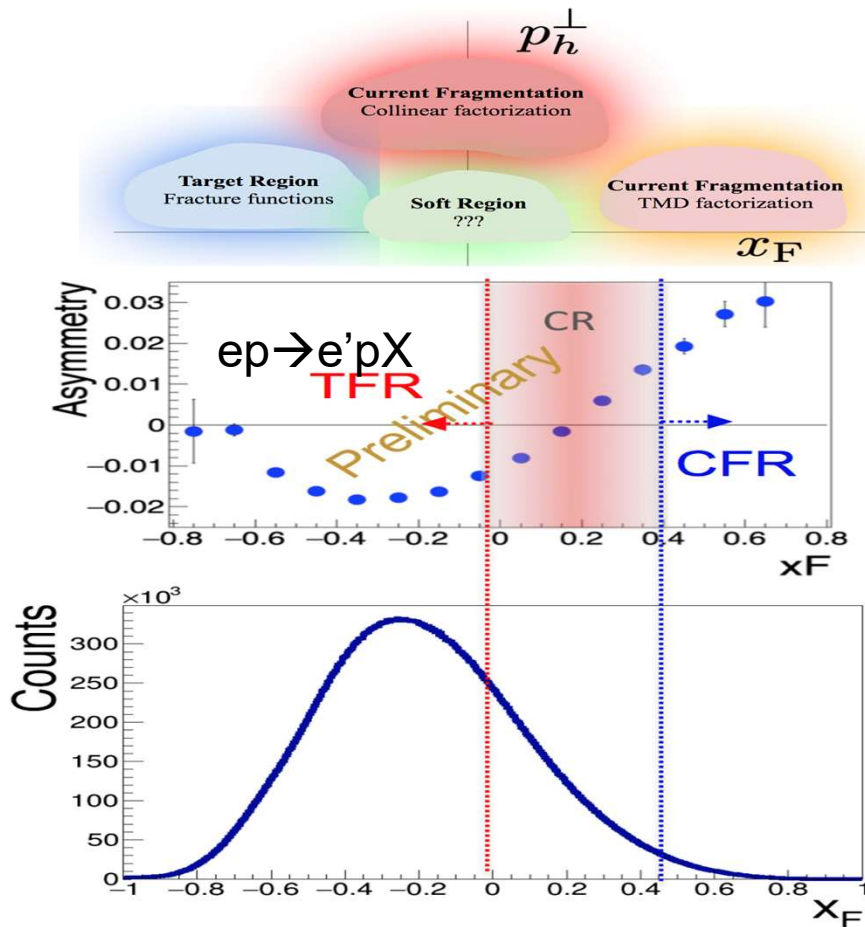 p_h^⊥
Current Fragmentation
Collinear factorization
Target Region
Fracture functions
Soft Region
???
Current Fragmentation
TMD factorization
x_F
Asymmetry
0.03
0.02
0.01
0
−0.01
−0.02
ep→e'pX
TFR
Preliminary
CR
CFR
−0.8 −0.6 −0.4 −0.2 0 0.2 0.4 0.6 0.8
xF
×10³
Counts
300
250
200
150
100
50
0
−1 −0.8 −0.6 −0.4 −0.2 0 0.2 0.4 0.6 0.8 1
x_F